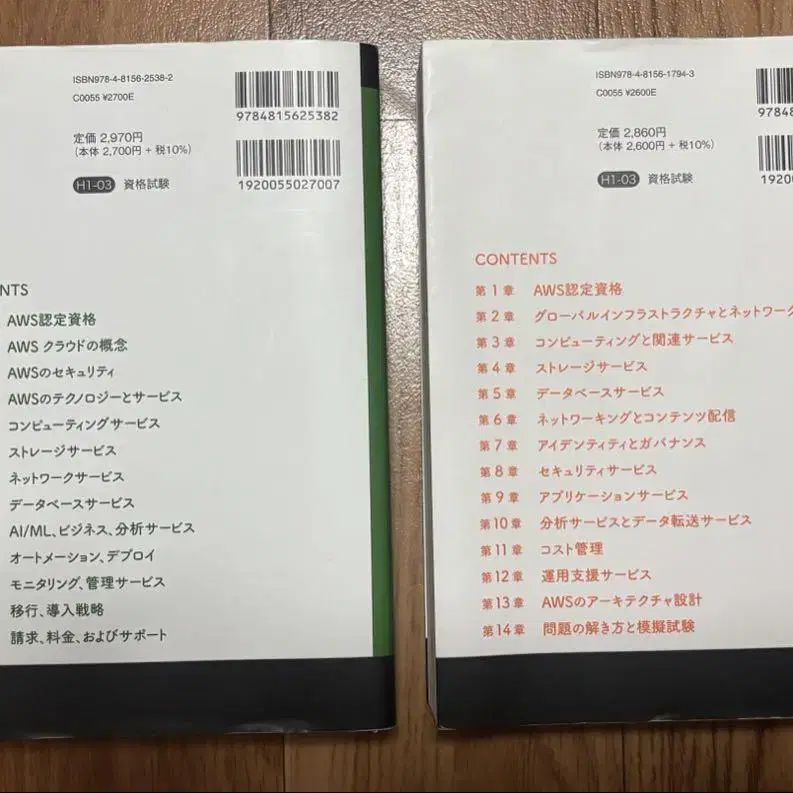 ISBN978-4-8156-2538-2
C0055 ¥2700E
9784815625382
定価 2,970円
(本体 2,700円 + 税10%)
1920055027007
H1-03 資格試験
NTS
AWS認定資格
AWS クラウドの概念
AWSのセキュリティ
AWSのテクノロジーとサービス
コンピューティングサービス
ストレージサービス
ネットワークサービス
データベースサービス
AI/ML、ビジネス、分析サービス
オートメーション、デプロイ
モニタリング、管理サービス
移行、導入戦略
請求、料金、およびサポート
ISBN978-4-8156-1794-3
C0055 ¥2600E
97848
定価 2,860円
(本体 2,600円 + 税10%)
1920
H1-03 資格試験
CONTENTS
第1章 AWS認定資格
第2章 グローバルインフラストラクチャとネットワーク
第3章 コンピューティングと関連サービス
第4章 ストレージサービス
第5章 データベースサービス
第6章 ネットワーキングとコンテンツ配信
第7章 アイデンティティとガバナンス
第8章 セキュリティサービス
第9章 アプリケーションサービス
第10章 分析サービスとデータ転送サービス
第11章 コスト管理
第12章 運用支援サービス
第13章 AWSのアーキテクチャ設計
第14章 問題の解き方と模擬試験